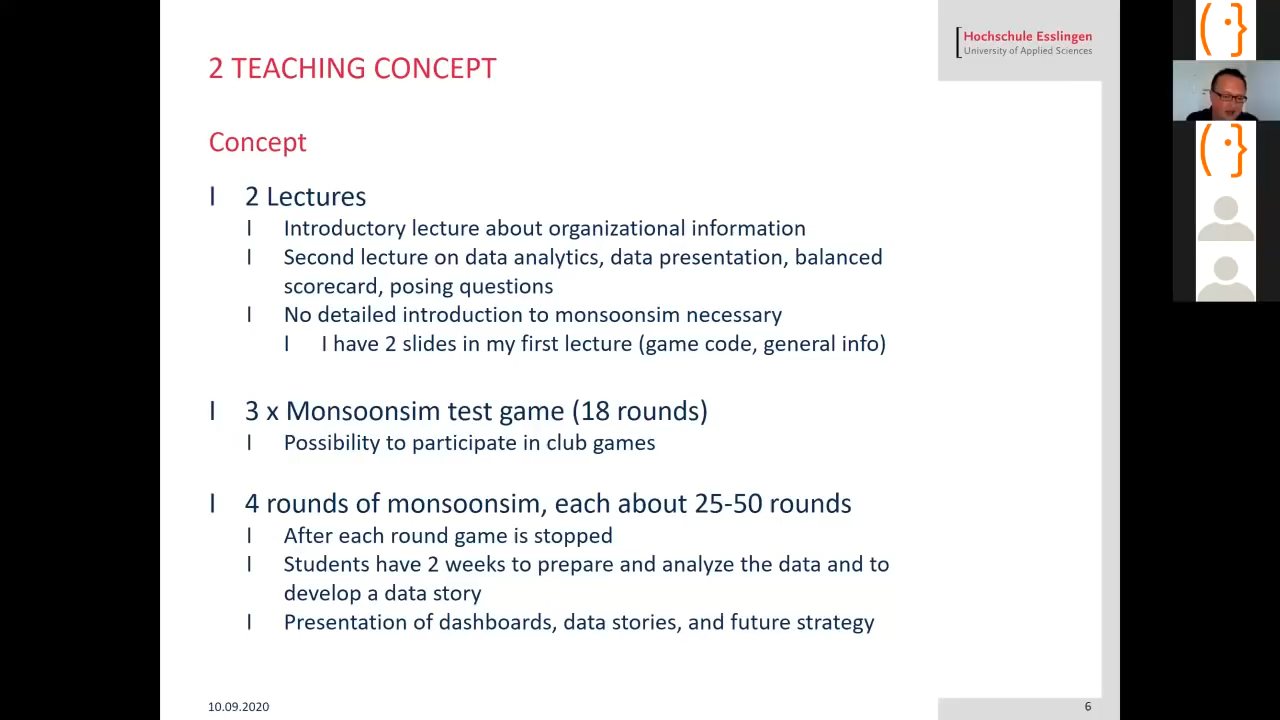 Hochschule Esslingen
University of Applied Sciences
2 TEACHING CONCEPT
Concept
l 2 Lectures
l Introductory lecture about organizational information
l Second lecture on data analytics, data presentation, balanced
scorecard, posing questions
l No detailed introduction to monsoonsim necessary
l I have 2 slides in my first lecture (game code, general info)
l 3 x Monsoonsim test game (18 rounds)
l Possibility to participate in club games
l 4 rounds of monsoonsim, each about 25-50 rounds
l After each round game is stopped
l Students have 2 weeks to prepare and analyze the data and to
develop a data story
l Presentation of dashboards, data stories, and future strategy
10.09.2020
6